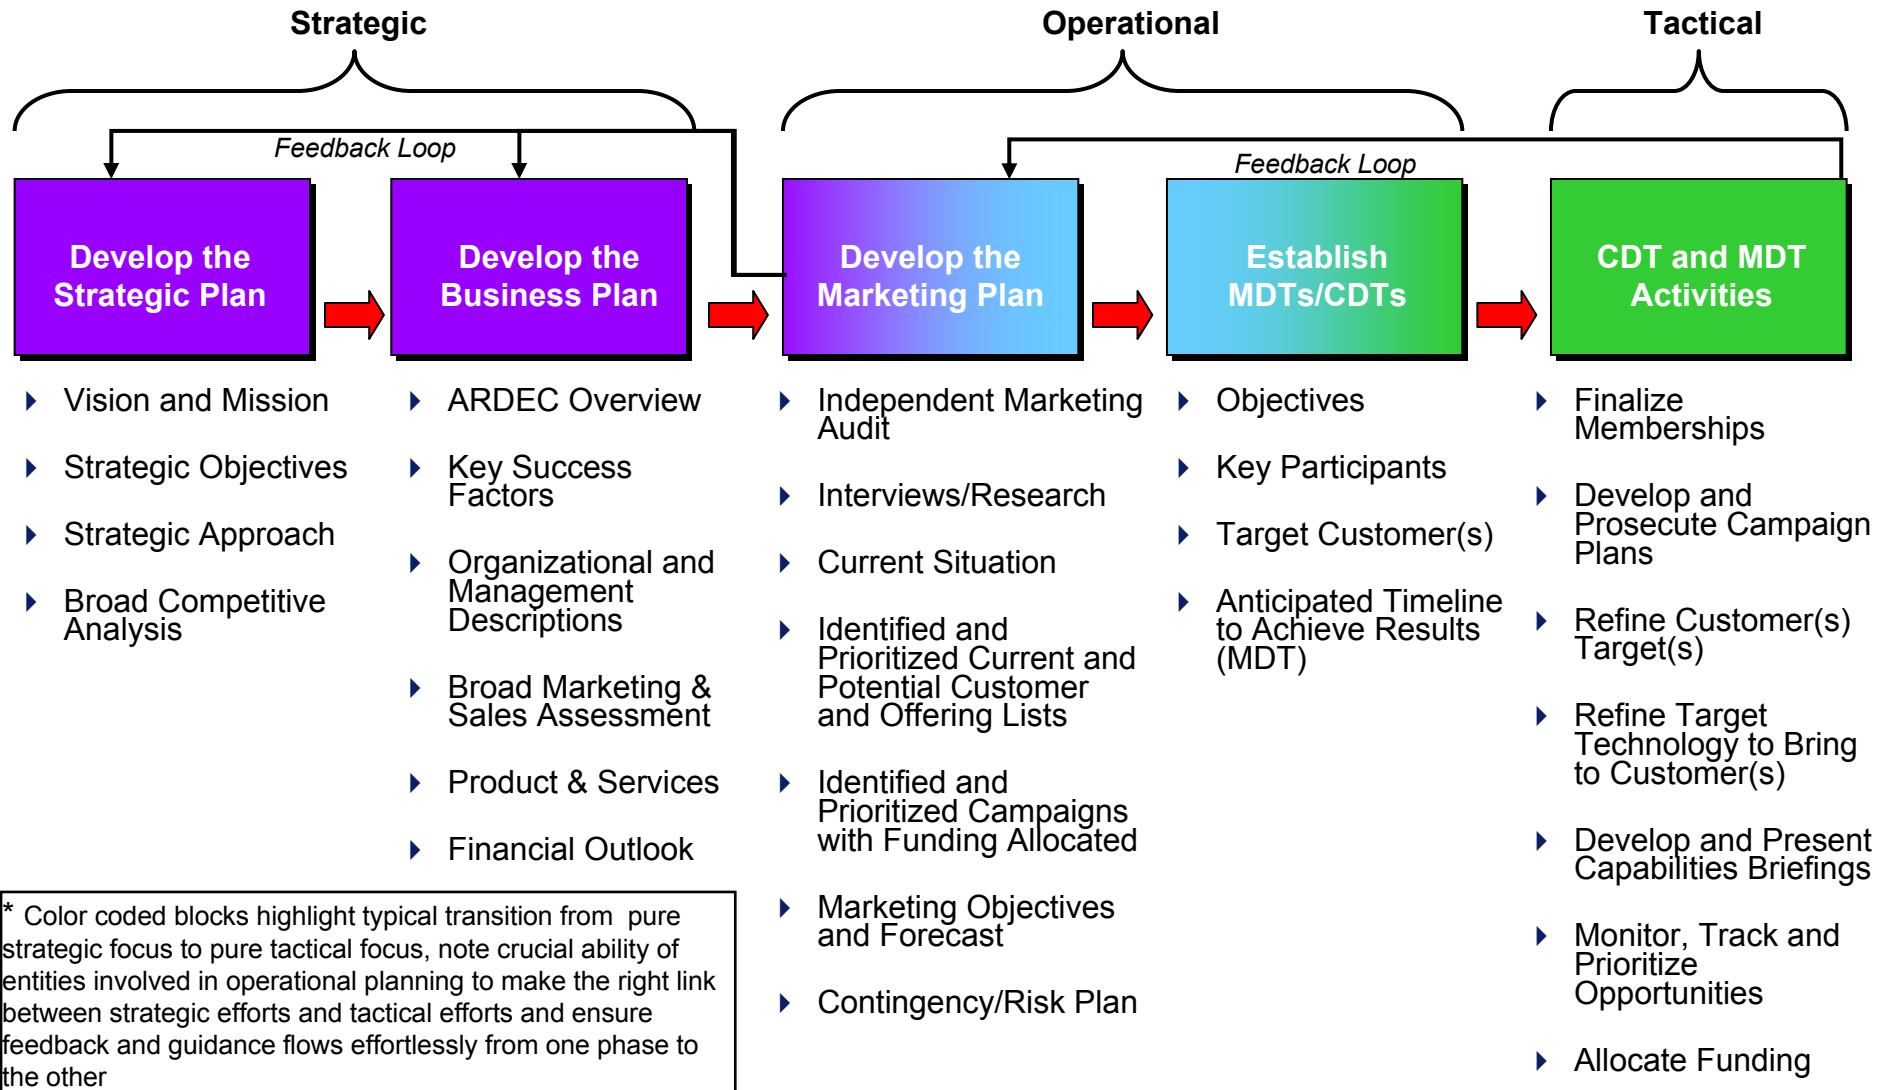 Strategic
Operational
Tactical
Feedback Loop
Feedback Loop
Develop the
Strategic Plan
Develop the
Business Plan
Develop the
Marketing Plan
Establish
MDTs/CDTs
CDT and MDT
Activities
Vision and Mission
Strategic Objectives
Strategic Approach
Broad Competitive
Analysis
ARDEC Overview
Key Success
Factors
Organizational and
Management
Descriptions
Broad Marketing &
Sales Assessment
Product & Services
Financial Outlook
Independent Marketing
Audit
Interviews/Research
Current Situation
Identified and
Prioritized Current and
Potential Customer
and Offering Lists
Identified and
Prioritized Campaigns
with Funding Allocated
Marketing Objectives
and Forecast
Contingency/Risk Plan
Objectives
Key Participants
Target Customer(s)
Anticipated Timeline
to Achieve Results
(MDT)
Finalize
Memberships
Develop and
Prosecute Campaign
Plans
Refine Customer(s)
Target(s)
Refine Target
Technology to Bring
to Customer(s)
Develop and Present
Capabilities Briefings
Monitor, Track and
Prioritize
Opportunities
Allocate Funding
* Color coded blocks highlight typical transition from pure
strategic focus to pure tactical focus, note crucial ability of
entities involved in operational planning to make the right link
between strategic efforts and tactical efforts and ensure
feedback and guidance flows effortlessly from one phase to
the other